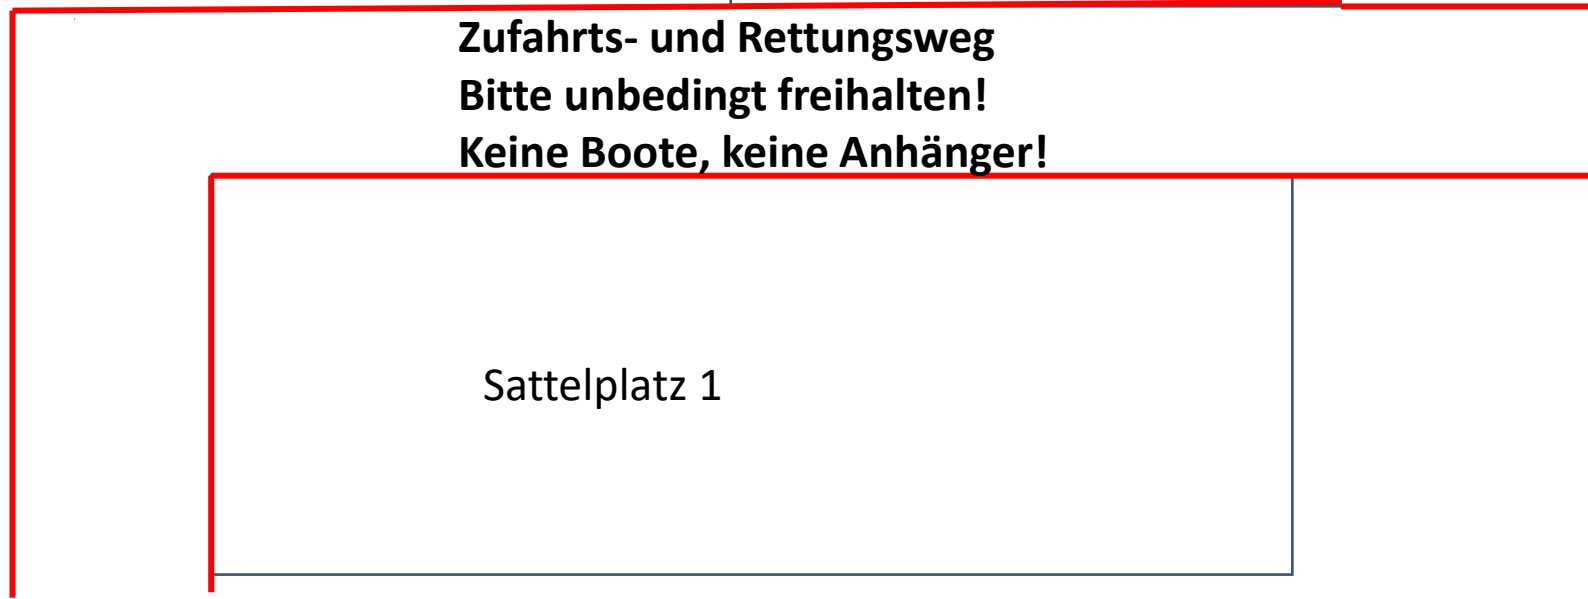 Zufahrts- und Rettungsweg
Bitte unbedingt freihalten!
Keine Boote, keine Anhänger!
Sattelplatz 1